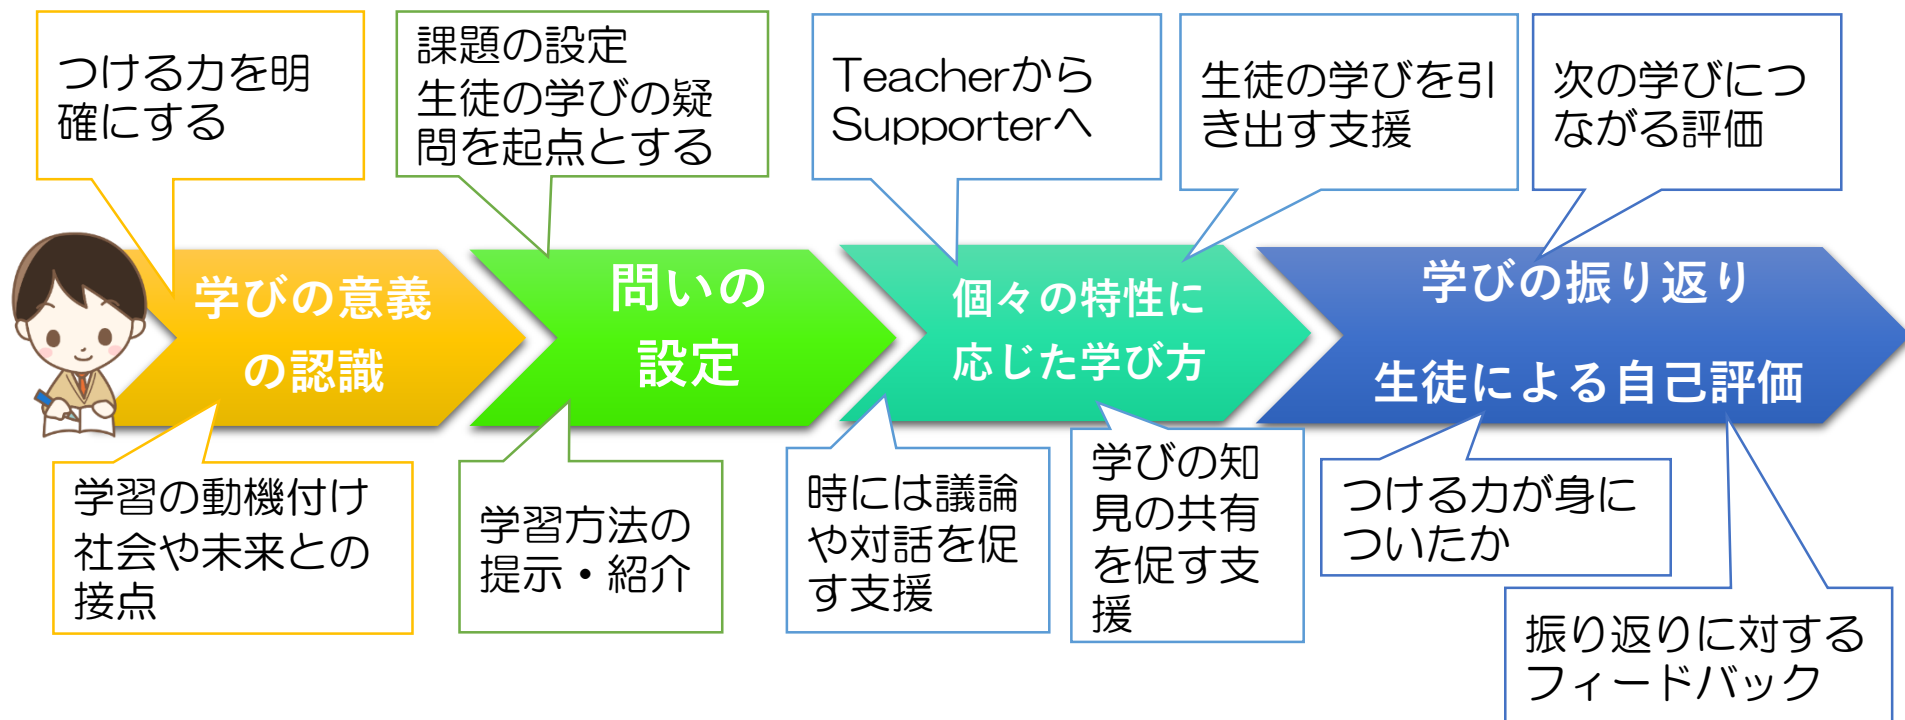 つける力を明
確にする
課題の設定
生徒の学びの疑
問を起点とする
Teacherから
Supporterへ
生徒の学びを引
き出す支援
次の学びにつ
ながる評価
学びの意義
の認識
問いの
設定
個々の特性に
応じた学び方
学びの振り返り
生徒による自己評価
学習の動機付け
社会や未来との
接点
学習方法の
提示・紹介
時には議論
や対話を促
す支援
学びの知
見の共有
を促す支
援
つける力が身に
ついたか
振り返りに対する
フィードバック